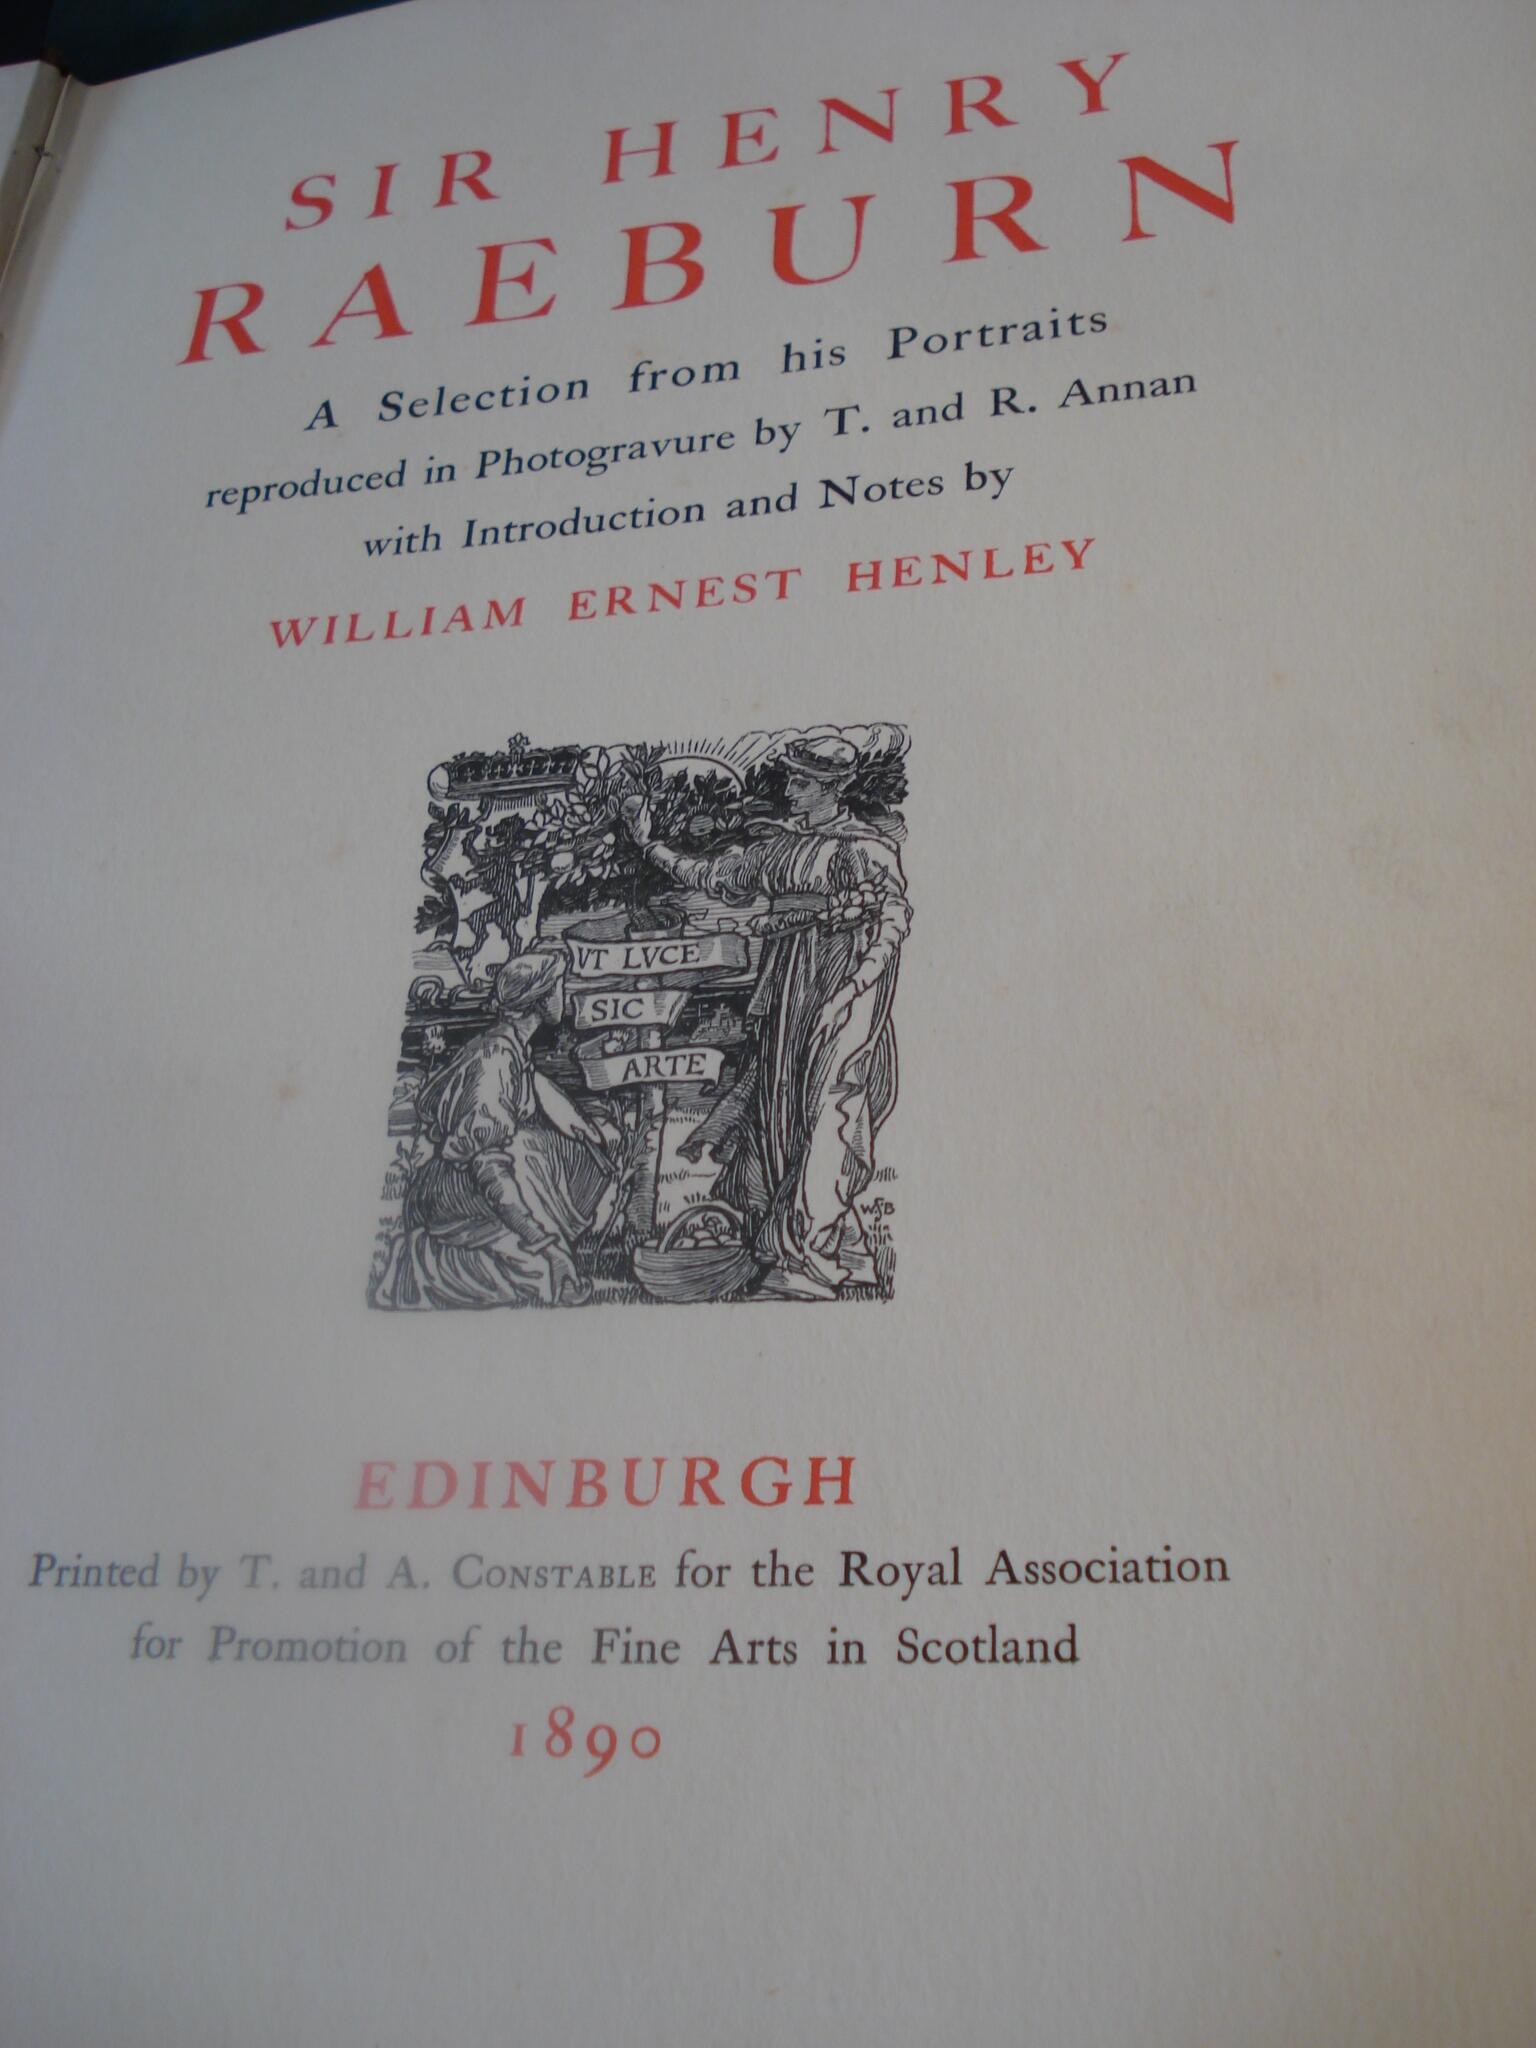 SIR HENRY
RAEBURN
A Selection from his Portraits
reproduced in Photogravure by T. and R. Annan
with Introduction and Notes by
WILLIAM ERNEST HENLEY
VT LVCE
SIC
ARTE
WSB
EDINBURGH
Printed by T. and A. CONSTABLE for the Royal Association
for Promotion of the Fine Arts in Scotland
1890